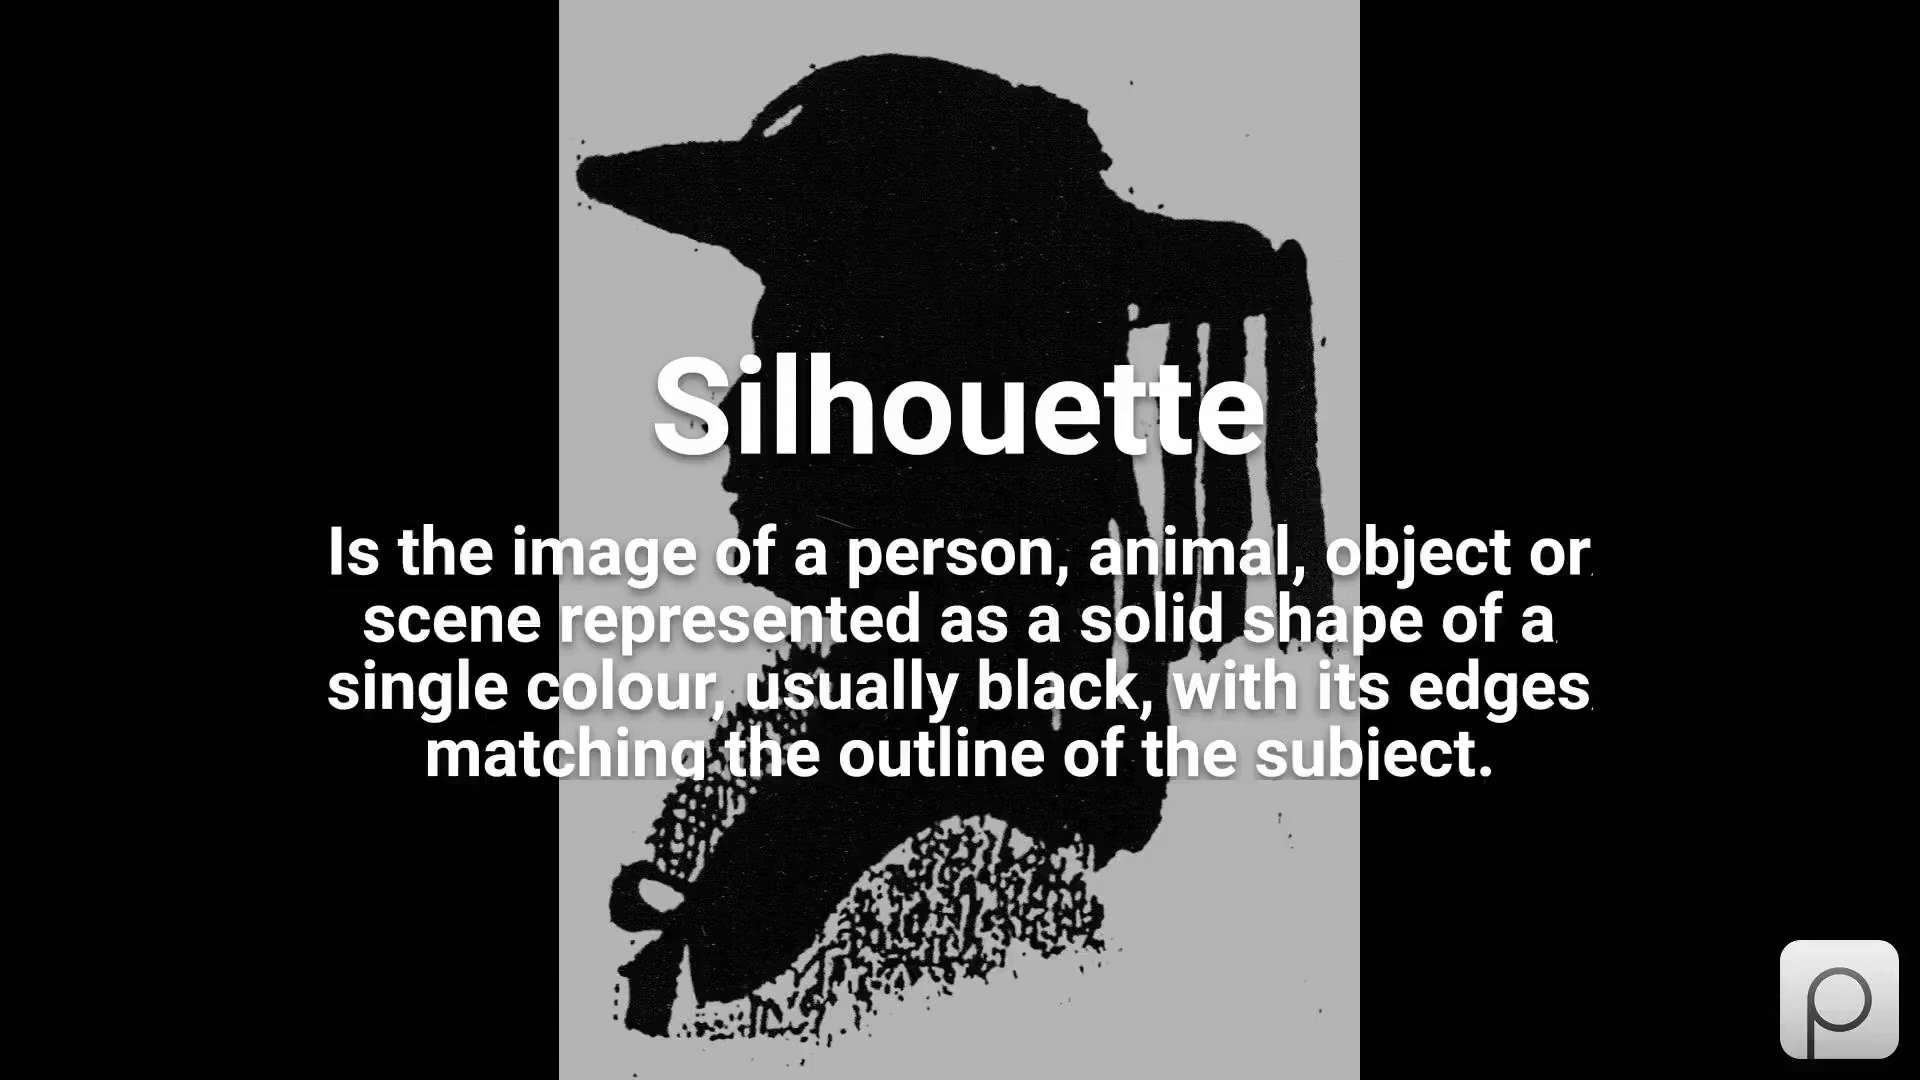 Silhouette
Is the image of a person, animal, object or
scene represented as a solid shape of a
single colour, usually black, with its edges
matching the outline of the subject.